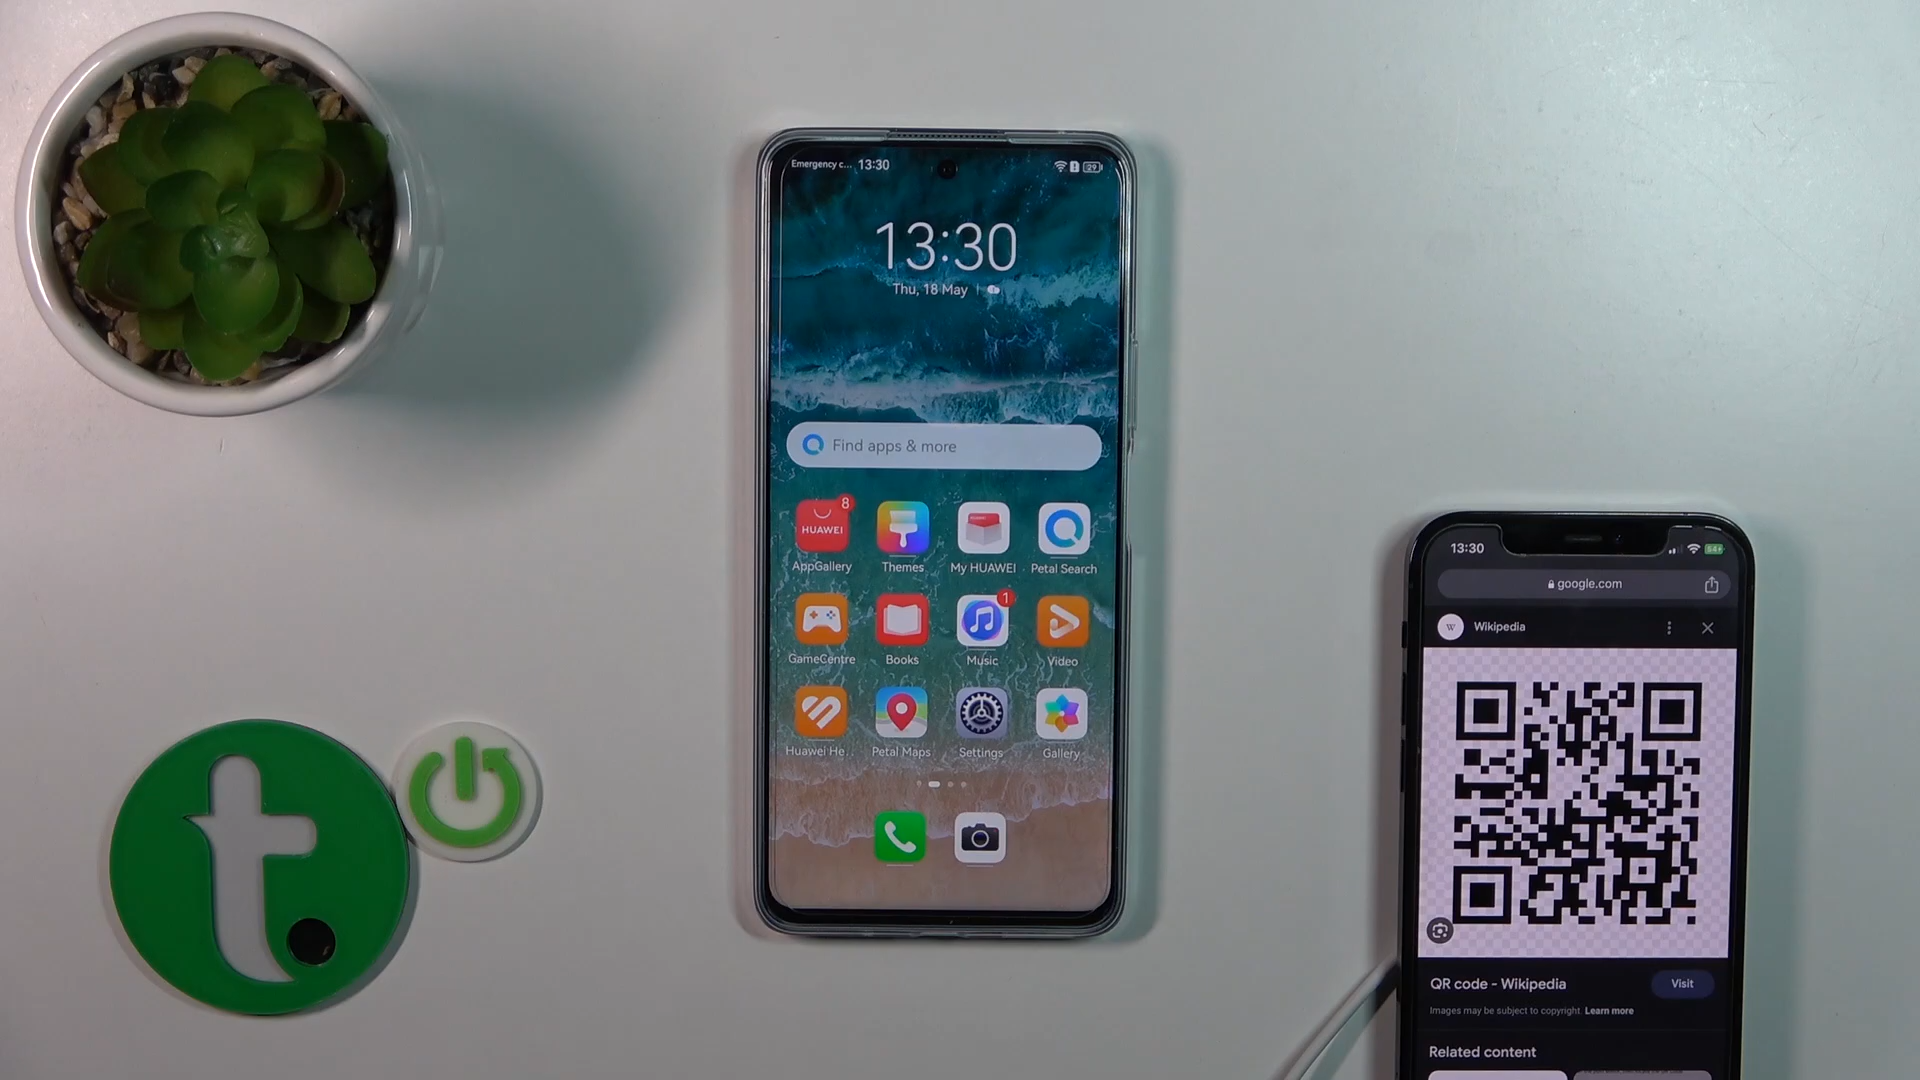 Emergency c... 13:30
29
13:30
Thu, 18 May
Find apps & more
8
HUAWEI
AppGallery
Themes
My HUAWEI
Petal Search
1
GameCentre
Books
Music
Video
Huawei He...
Petal Maps
Settings
Gallery
t
13:30
54+
google.com
W
Wikipedia
QR code - Wikipedia
Visit
Images may be subject to copyright. Learn more
Related content